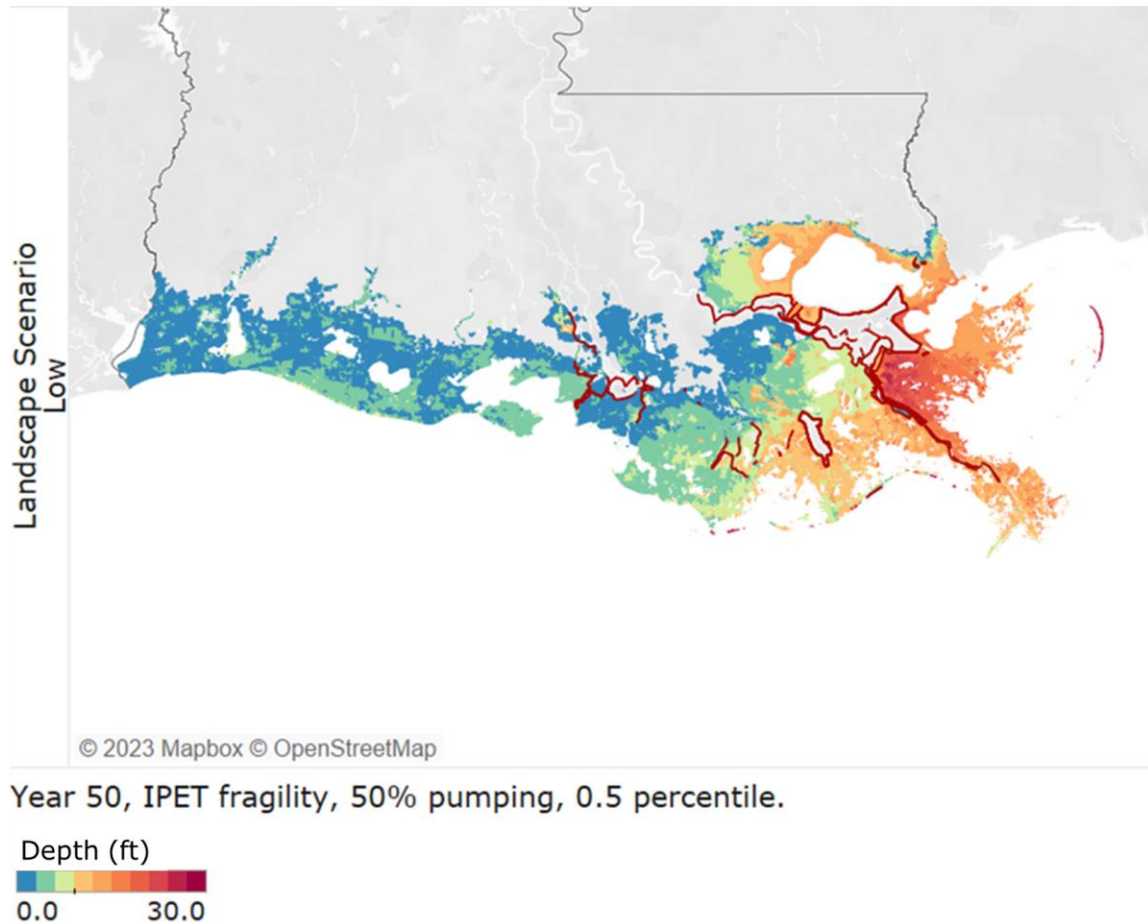 Landscape Scenario
Low
© 2023 Mapbox © OpenStreetMap
Year 50, IPET fragility, 50% pumping, 0.5 percentile.
Depth (ft)
0.0 30.0